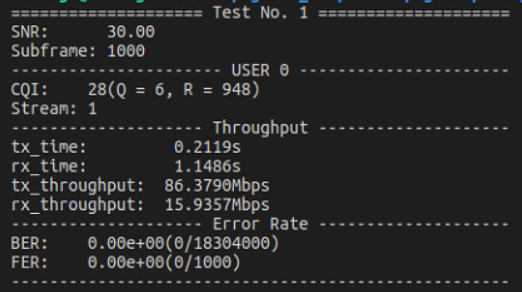 ==================== Test No. 1 ====================
SNR: 30.00
Subframe: 1000
---------------------- USER 0 ----------------------
CQI: 28(Q = 6, R = 948)
Stream: 1
-------------------- Throughput --------------------
tx_time: 0.2119s
rx_time: 1.1486s
tx_throughput: 86.3790Mbps
rx_throughput: 15.9357Mbps
-------------------- Error Rate --------------------
BER: 0.00e+00(0/18304000)
FER: 0.00e+00(0/1000)
----------------------------------------------------